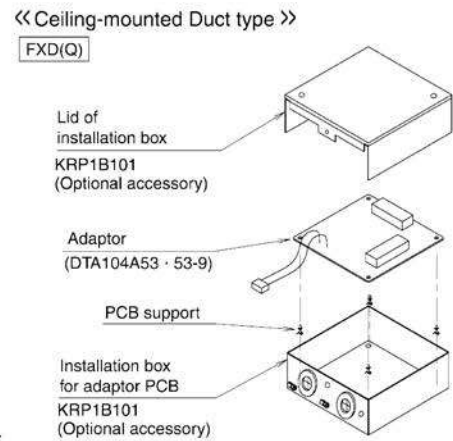 ≪Ceiling-mounted Duct type≫
FXD(Q)
Lid of
installation box
KRP1B101
(Optional accessory)
Adaptor
(DTA104A53・53-9)
PCB support
Installation box
for adaptor PCB
KRP1B101
(Optional accessory)